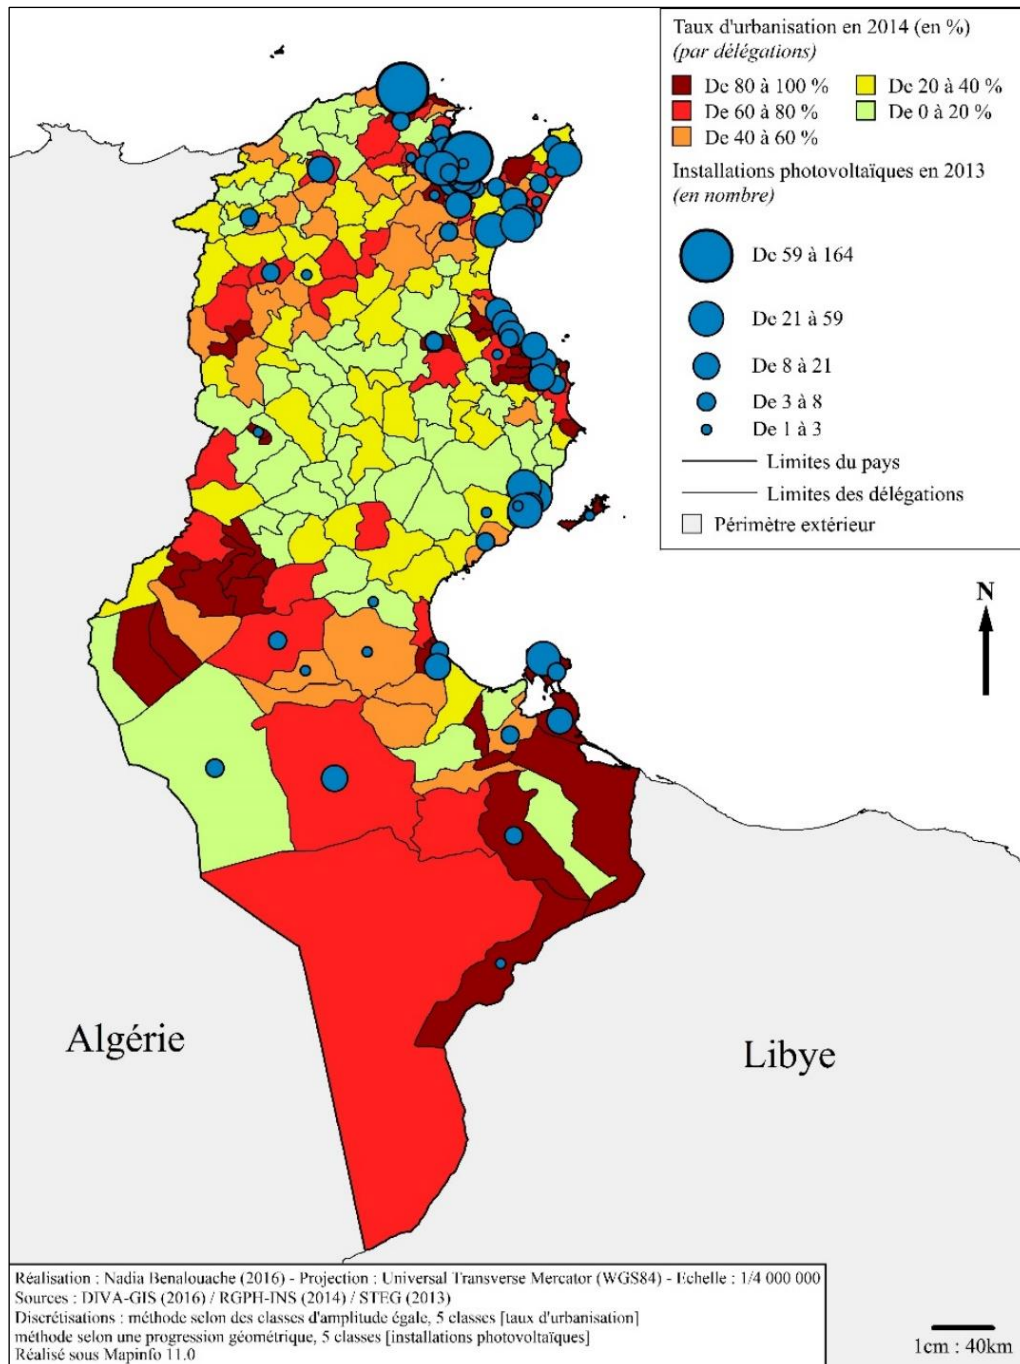 Taux d'urbanisation en 2014 (en %)
(par délégations)
De 80 à 100 %
De 20 à 40 %
De 60 à 80 %
De 0 à 20 %
De 40 à 60 %
Installations photovoltaïques en 2013
(en nombre)
De 59 à 164
De 21 à 59
De 8 à 21
De 3 à 8
De 1 à 3
Limites du pays
Limites des délégations
Périmètre extérieur
N
Algérie
Libye
Réalisation : Nadia Benalouache (2016) - Projection : Universal Transverse Mercator (WGS84) - Echelle : 1/4 000 000
Sources : DIVA-GIS (2016) / RGPH-INS (2014) / STEG (2013)
Discrétisations : méthode selon des classes d'amplitude égale, 5 classes [taux d'urbanisation]
méthode selon une progression géométrique, 5 classes [installations photovoltaïques]
Réalisé sous Mapinfo 11.0
1cm : 40km